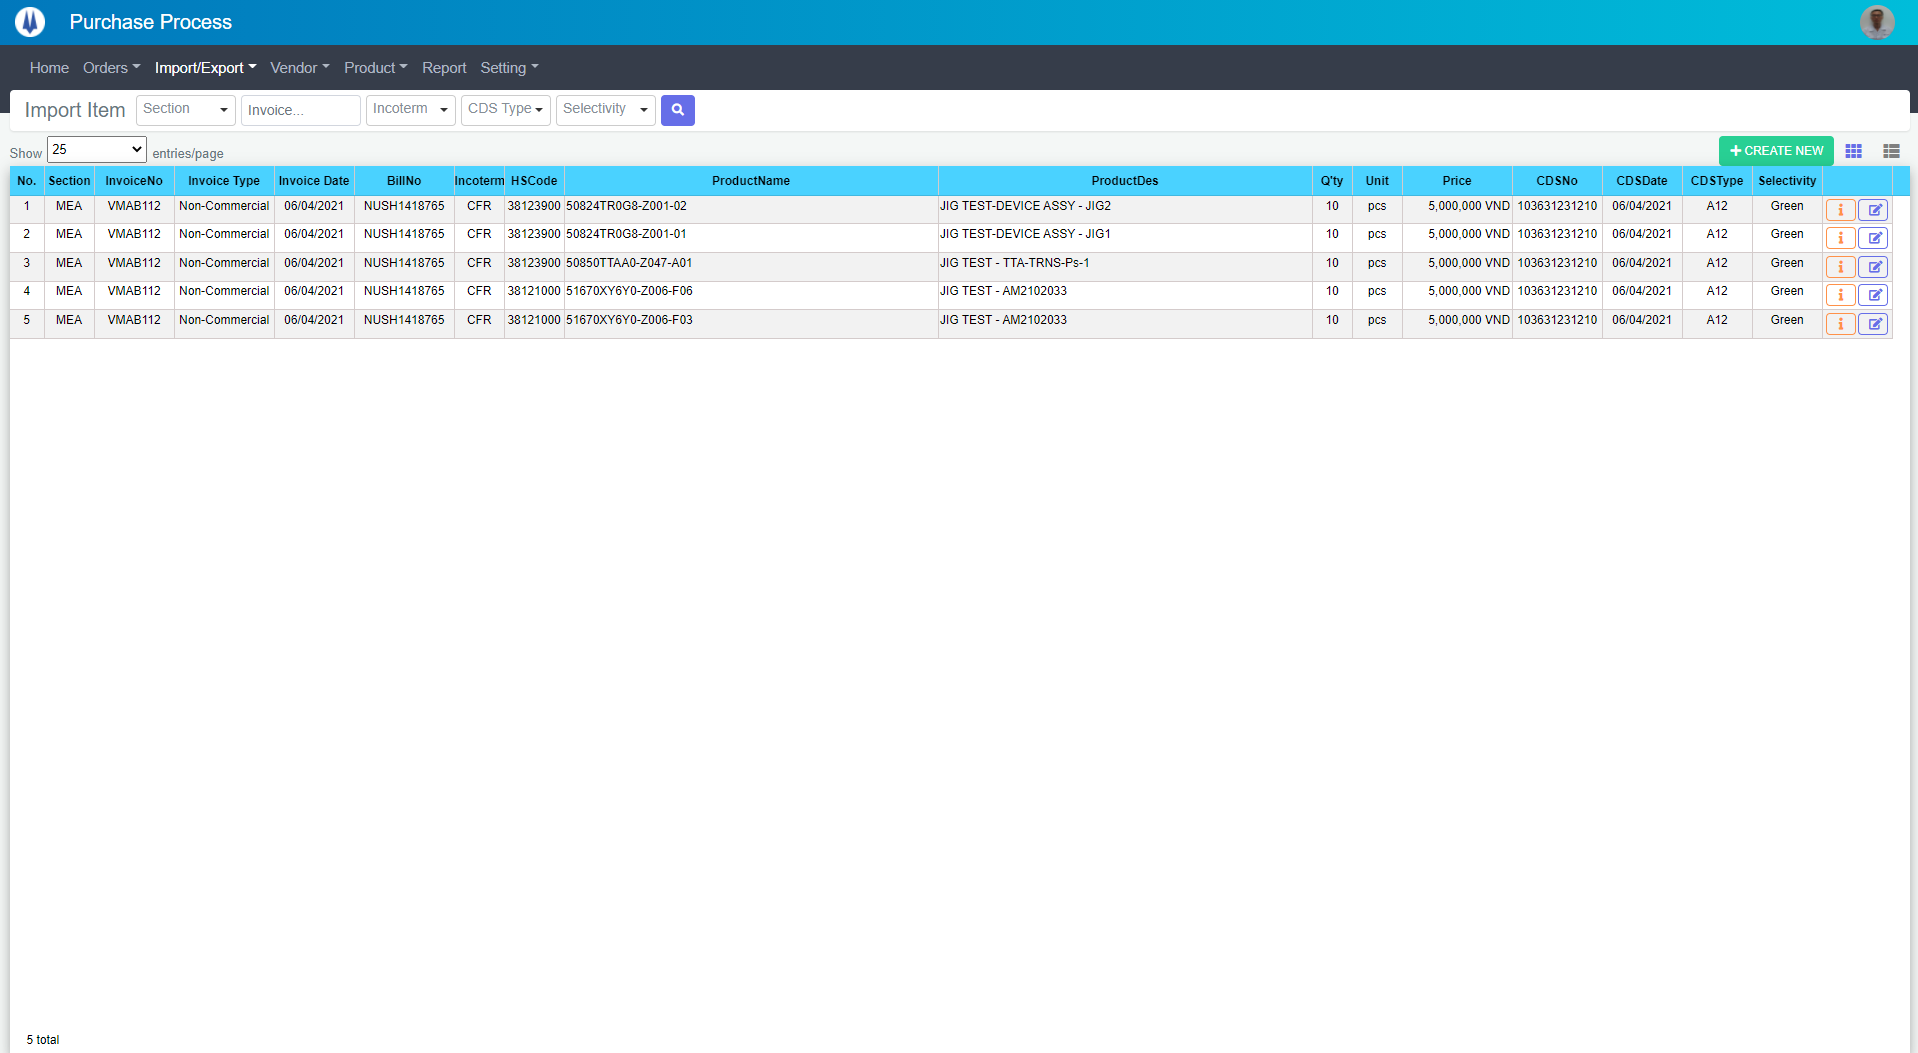 Purchase Process
Home Orders Import/Export Vendor Product Report Setting
Import Item Section Invoice... Incoterm CDS Type Selectivity
Show 25 entries/page CREATE NEW
No. Section InvoiceNo Invoice Type Invoice Date BillNo Incoterm HSCode ProductName ProductDes Q'ty Unit Price CDSNo CDSDate CDSType Selectivity
1 MEA VMAB112 Non-Commercial 06/04/2021 NUSH1418765 CFR 38123900 50824TR0G8-Z001-02 JIG TEST-DEVICE ASSY - JIG2 10 pcs 5,000,000 VND 103631231210 06/04/2021 A12 Green
2 MEA VMAB112 Non-Commercial 06/04/2021 NUSH1418765 CFR 38123900 50824TR0G8-Z001-01 JIG TEST-DEVICE ASSY - JIG1 10 pcs 5,000,000 VND 103631231210 06/04/2021 A12 Green
3 MEA VMAB112 Non-Commercial 06/04/2021 NUSH1418765 CFR 38123900 50850TTAA0-Z047-A01 JIG TEST - TTA-TRNS-Ps-1 10 pcs 5,000,000 VND 103631231210 06/04/2021 A12 Green
4 MEA VMAB112 Non-Commercial 06/04/2021 NUSH1418765 CFR 38121000 51670XY6Y0-Z006-F06 JIG TEST - AM2102033 10 pcs 5,000,000 VND 103631231210 06/04/2021 A12 Green
5 MEA VMAB112 Non-Commercial 06/04/2021 NUSH1418765 CFR 38121000 51670XY6Y0-Z006-F03 JIG TEST - AM2102033 10 pcs 5,000,000 VND 103631231210 06/04/2021 A12 Green
5 total